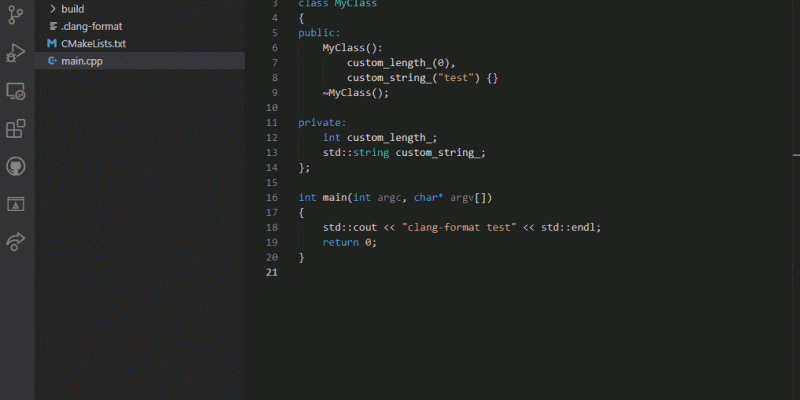 build
.clang-format
CMakeLists.txt
main.cpp
3 class MyClass
4 {
5 public:
6     MyClass():
7         custom_length_(0),
8         custom_string_("test") {}
9     ~MyClass();
10
11 private:
12     int custom_length_;
13     std::string custom_string_;
14 };
15
16 int main(int argc, char* argv[])
17 {
18     std::cout << "clang-format test" << std::endl;
19     return 0;
20 }
21